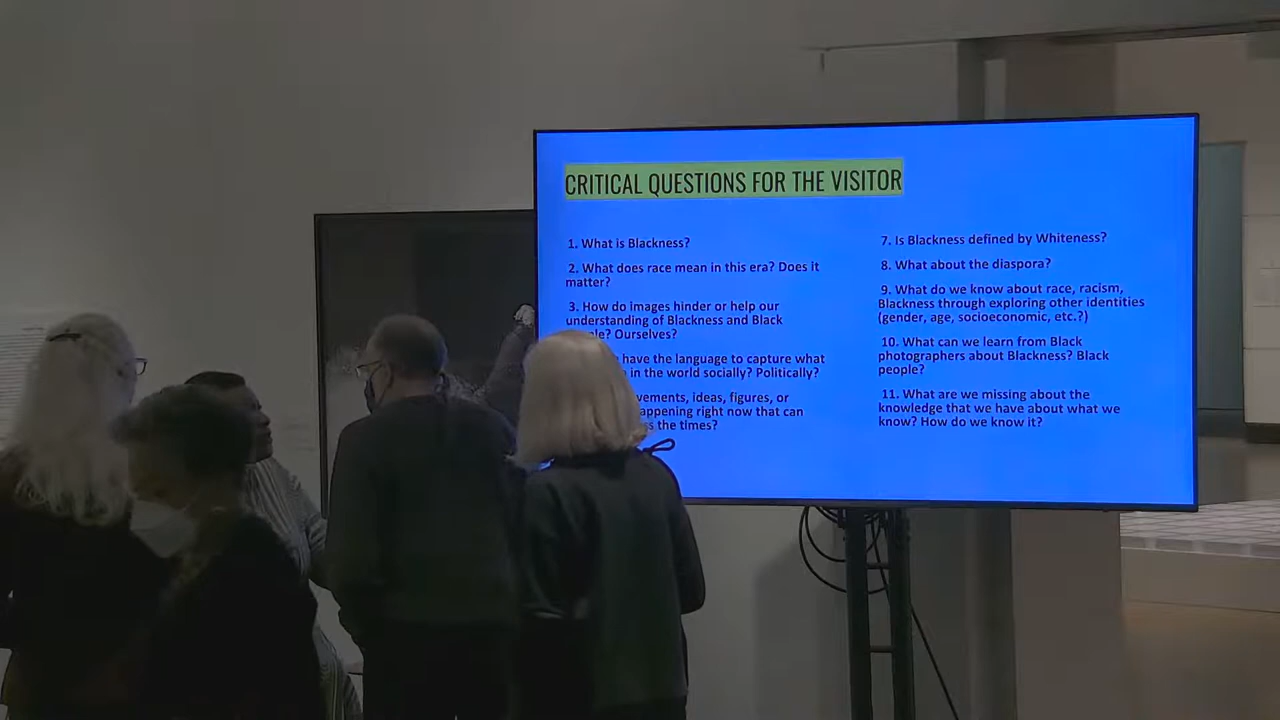 CRITICAL QUESTIONS FOR THE VISITOR
1. What is Blackness?
2. What does race mean in this era? Does it
matter?
3. How do images hinder or help our
understanding of Blackness and Black
Ourselves?
have the language to capture what
in the world socially? Politically?
ideas, figures, or
right now that can
the times?
7. Is Blackness defined by Whiteness?
8. What about the diaspora?
9. What do we know about race, racism,
Blackness through exploring other identities
(gender, age, socioeconomic, etc.?)
10. What can we learn from Black
photographers about Blackness? Black
people?
11. What are we missing about the
knowledge that we have about what we
know? How do we know it?